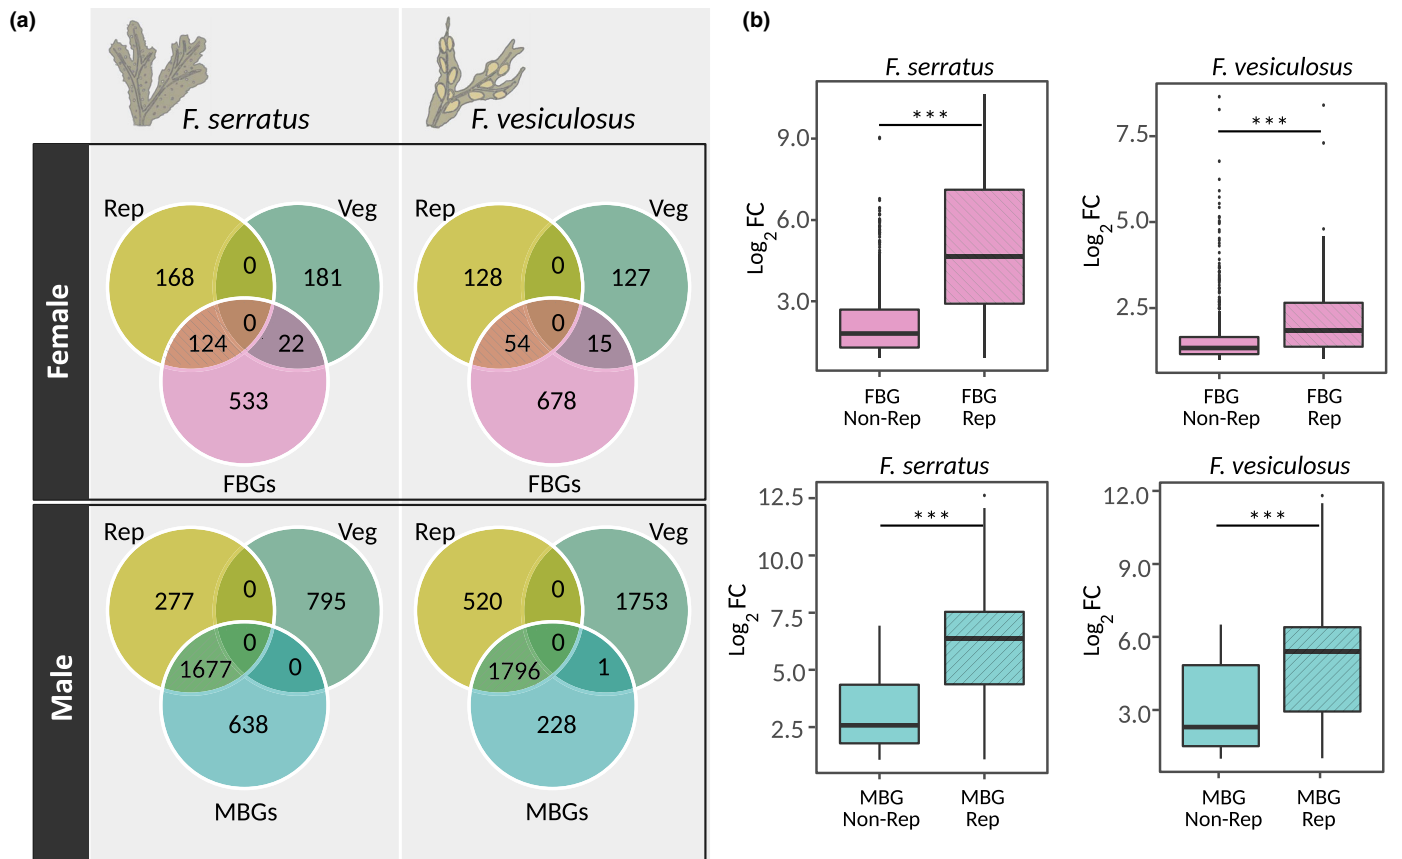 (a)
F. serratus
F. vesiculosus
Female
Rep
Veg
168
0
181
0
124
22
533
FBGs
Rep
Veg
128
0
127
0
54
15
678
FBGs
Male
Rep
Veg
277
0
795
0
1677
0
638
MBGs
Rep
Veg
520
0
1753
0
1796
1
228
MBGs
(b)
F. serratus
Log2 FC
9.0
6.0
3.0
***
FBG
Non-Rep
FBG
Rep
F. vesiculosus
Log2 FC
7.5
5.0
2.5
***
FBG
Non-Rep
FBG
Rep
F. serratus
Log2 FC
12.5
10.0
7.5
5.0
2.5
***
MBG
Non-Rep
MBG
Rep
F. vesiculosus
Log2 FC
12.0
9.0
6.0
3.0
***
MBG
Non-Rep
MBG
Rep